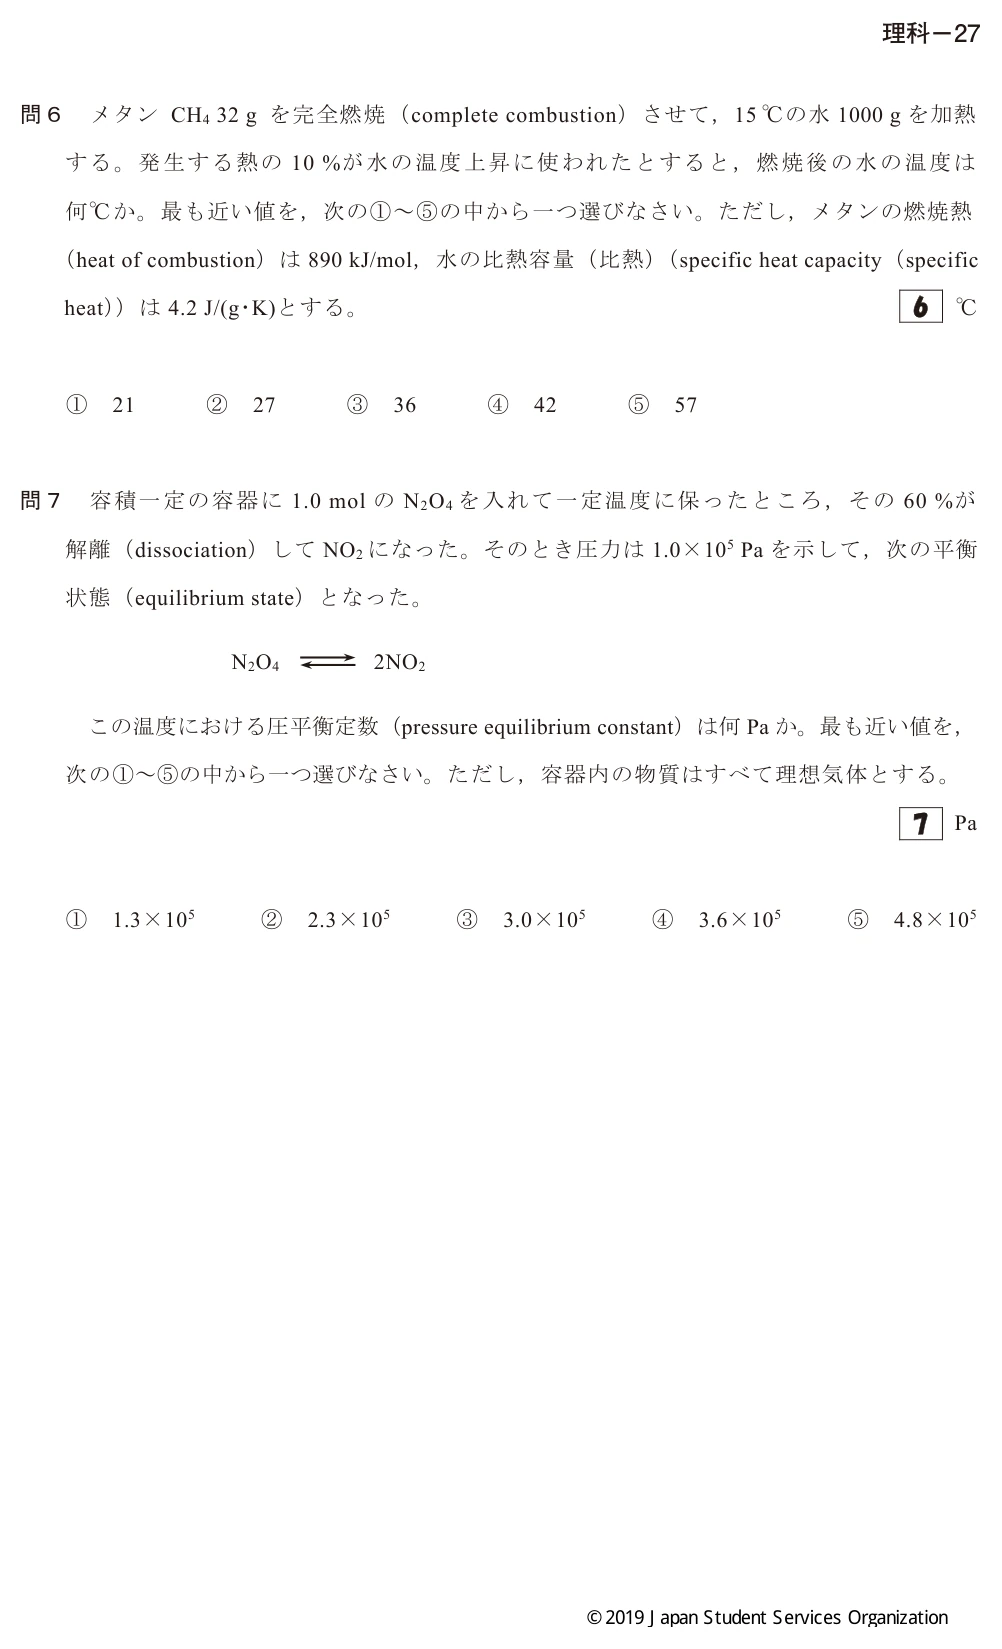 理科－27
問6 メタン CH₄ 32 g を完全燃焼（complete combustion）させて，15 ℃の水 1000 g を加熱
する。発生する熱の 10 %が水の温度上昇に使われたとすると，燃焼後の水の温度は
何℃か。最も近い値を，次の①～⑤の中から一つ選びなさい。ただし，メタンの燃焼熱
（heat of combustion）は 890 kJ/mol，水の比熱容量（比熱）（specific heat capacity（specific
heat））は 4.2 J/(g･K)とする。 6 ℃
① 21 ② 27 ③ 36 ④ 42 ⑤ 57
問7 容積一定の容器に 1.0 mol の N₂O₄ を入れて一定温度に保ったところ，その 60 %が
解離（dissociation）して NO₂ になった。そのとき圧力は 1.0×10⁵ Pa を示して，次の平衡
状態（equilibrium state）となった。
N₂O₄ ⇄ 2NO₂
この温度における圧平衡定数（pressure equilibrium constant）は何 Pa か。最も近い値を，
次の①～⑤の中から一つ選びなさい。ただし，容器内の物質はすべて理想気体とする。
7 Pa
① 1.3×10⁵ ② 2.3×10⁵ ③ 3.0×10⁵ ④ 3.6×10⁵ ⑤ 4.8×10⁵
© 2019 Japan Student Services Organization